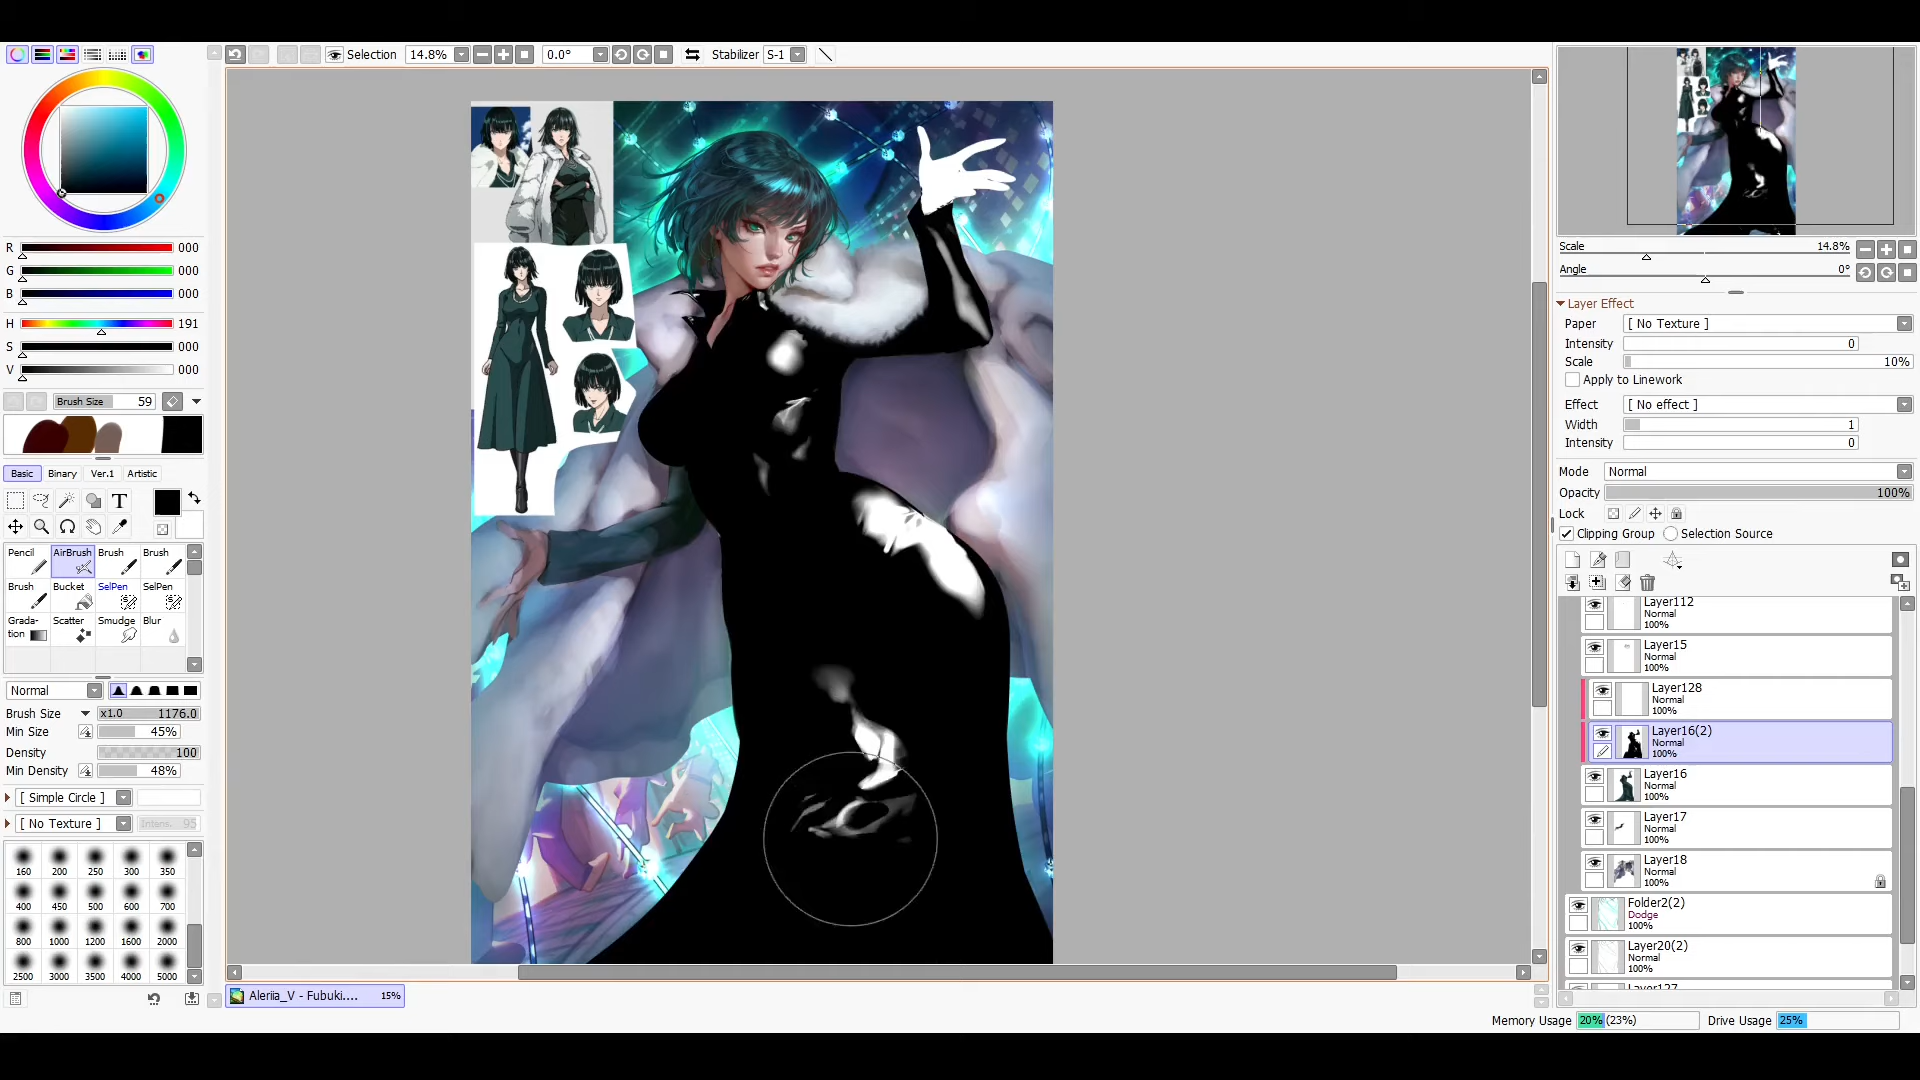 Selection 14.8% 0.0° Stabilizer S-1
R 000
G 000
B 000
H 191
S 000
V 000
Brush Size 59
Basic Binary Ver.1 Artistic
T
Pencil AirBrush Brush Brush
Brush Bucket SelPen SelPen
Grada-
tion Scatter Smudge Blur
Normal
Brush Size x1.0 1176.0
Min Size 45%
Density 100
Min Density 48%
[ Simple Circle ]
[ No Texture ] Intens. 95
160 200 250 300 350
400 450 500 600 700
800 1000 1200 1600 2000
2500 3000 3500 4000 5000
Aleriia_V - Fubuki.... 15%
Scale 14.8%
Angle 0°
Layer Effect
Paper [ No Texture ]
Intensity 0
Scale 10%
Apply to Linework
Effect [ No effect ]
Width 1
Intensity 0
Mode Normal
Opacity 100%
Lock
Clipping Group Selection Source
Layer112
Normal
100%
Layer15
Normal
100%
Layer128
Normal
100%
Layer16(2)
Normal
100%
Layer16
Normal
100%
Layer17
Normal
100%
Layer18
Normal
100%
Folder2(2)
Dodge
100%
Layer20(2)
Normal
100%
Layer127
Memory Usage 20% (23%) Drive Usage 25%